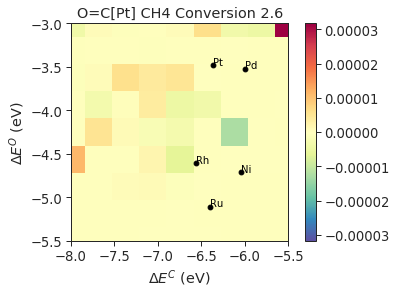 O=C[Pt] CH4 Conversion 2.6
−3.0
−3.5
−4.0
−4.5
−5.0
−5.5
ΔE^O (eV)
Pt
Pd
Rh
Ni
Ru
−8.0 −7.5 −7.0 −6.5 −6.0 −5.5
ΔE^C (eV)
0.00003
0.00002
0.00001
0.00000
−0.00001
−0.00002
−0.00003